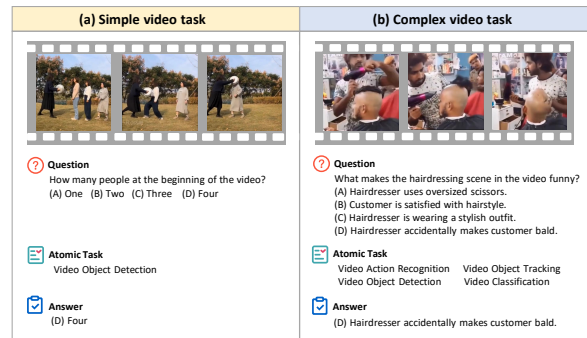 (a) Simple video task
Question
How many people at the beginning of the video?
(A) One (B) Two (C) Three (D) Four
Atomic Task
Video Object Detection
Answer
(D) Four
(b) Complex video task
Question
What makes the hairdressing scene in the video funny?
(A) Hairdresser uses oversized scissors.
(B) Customer is satisfied with hairstyle.
(C) Hairdresser is wearing a stylish outfit.
(D) Hairdresser accidentally makes customer bald.
Atomic Task
Video Action Recognition Video Object Tracking
Video Object Detection Video Classification
Answer
(D) Hairdresser accidentally makes customer bald.